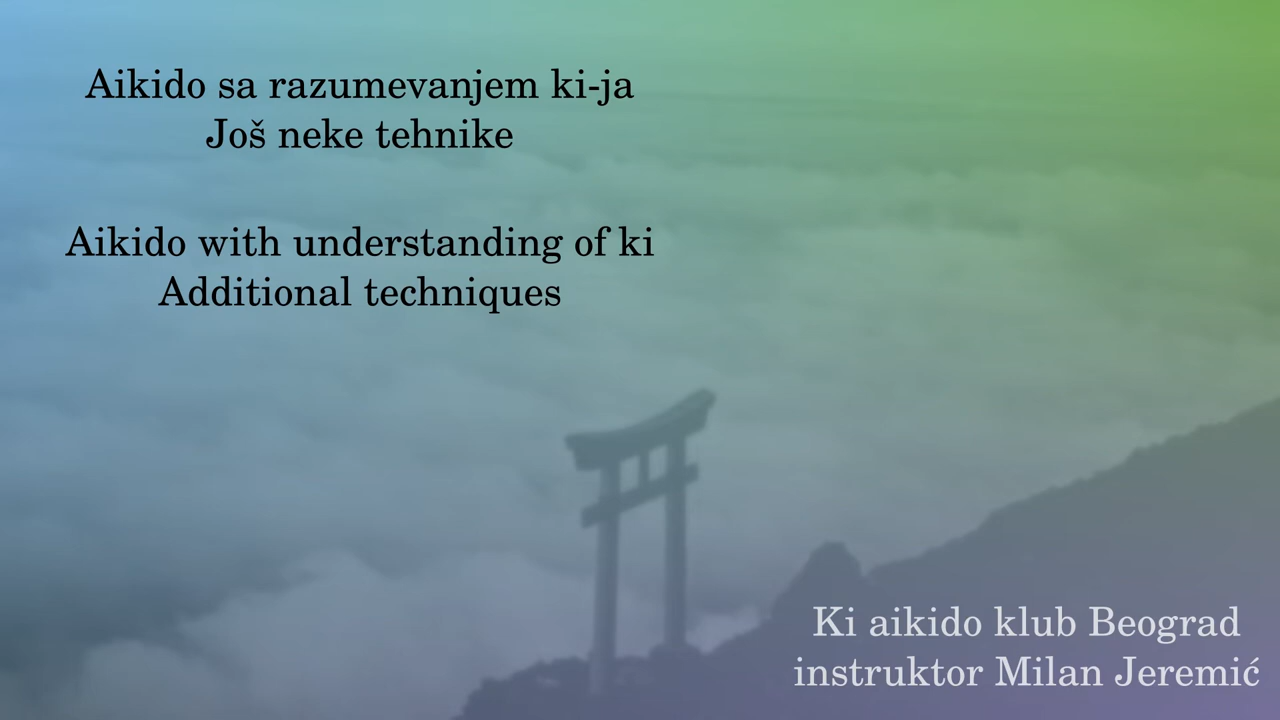 Aikido sa razumevanjem ki-ja
Još neke tehnike
Aikido with understanding of ki
Additional techniques
Ki aikido klub Beograd
instruktor Milan Jeremić